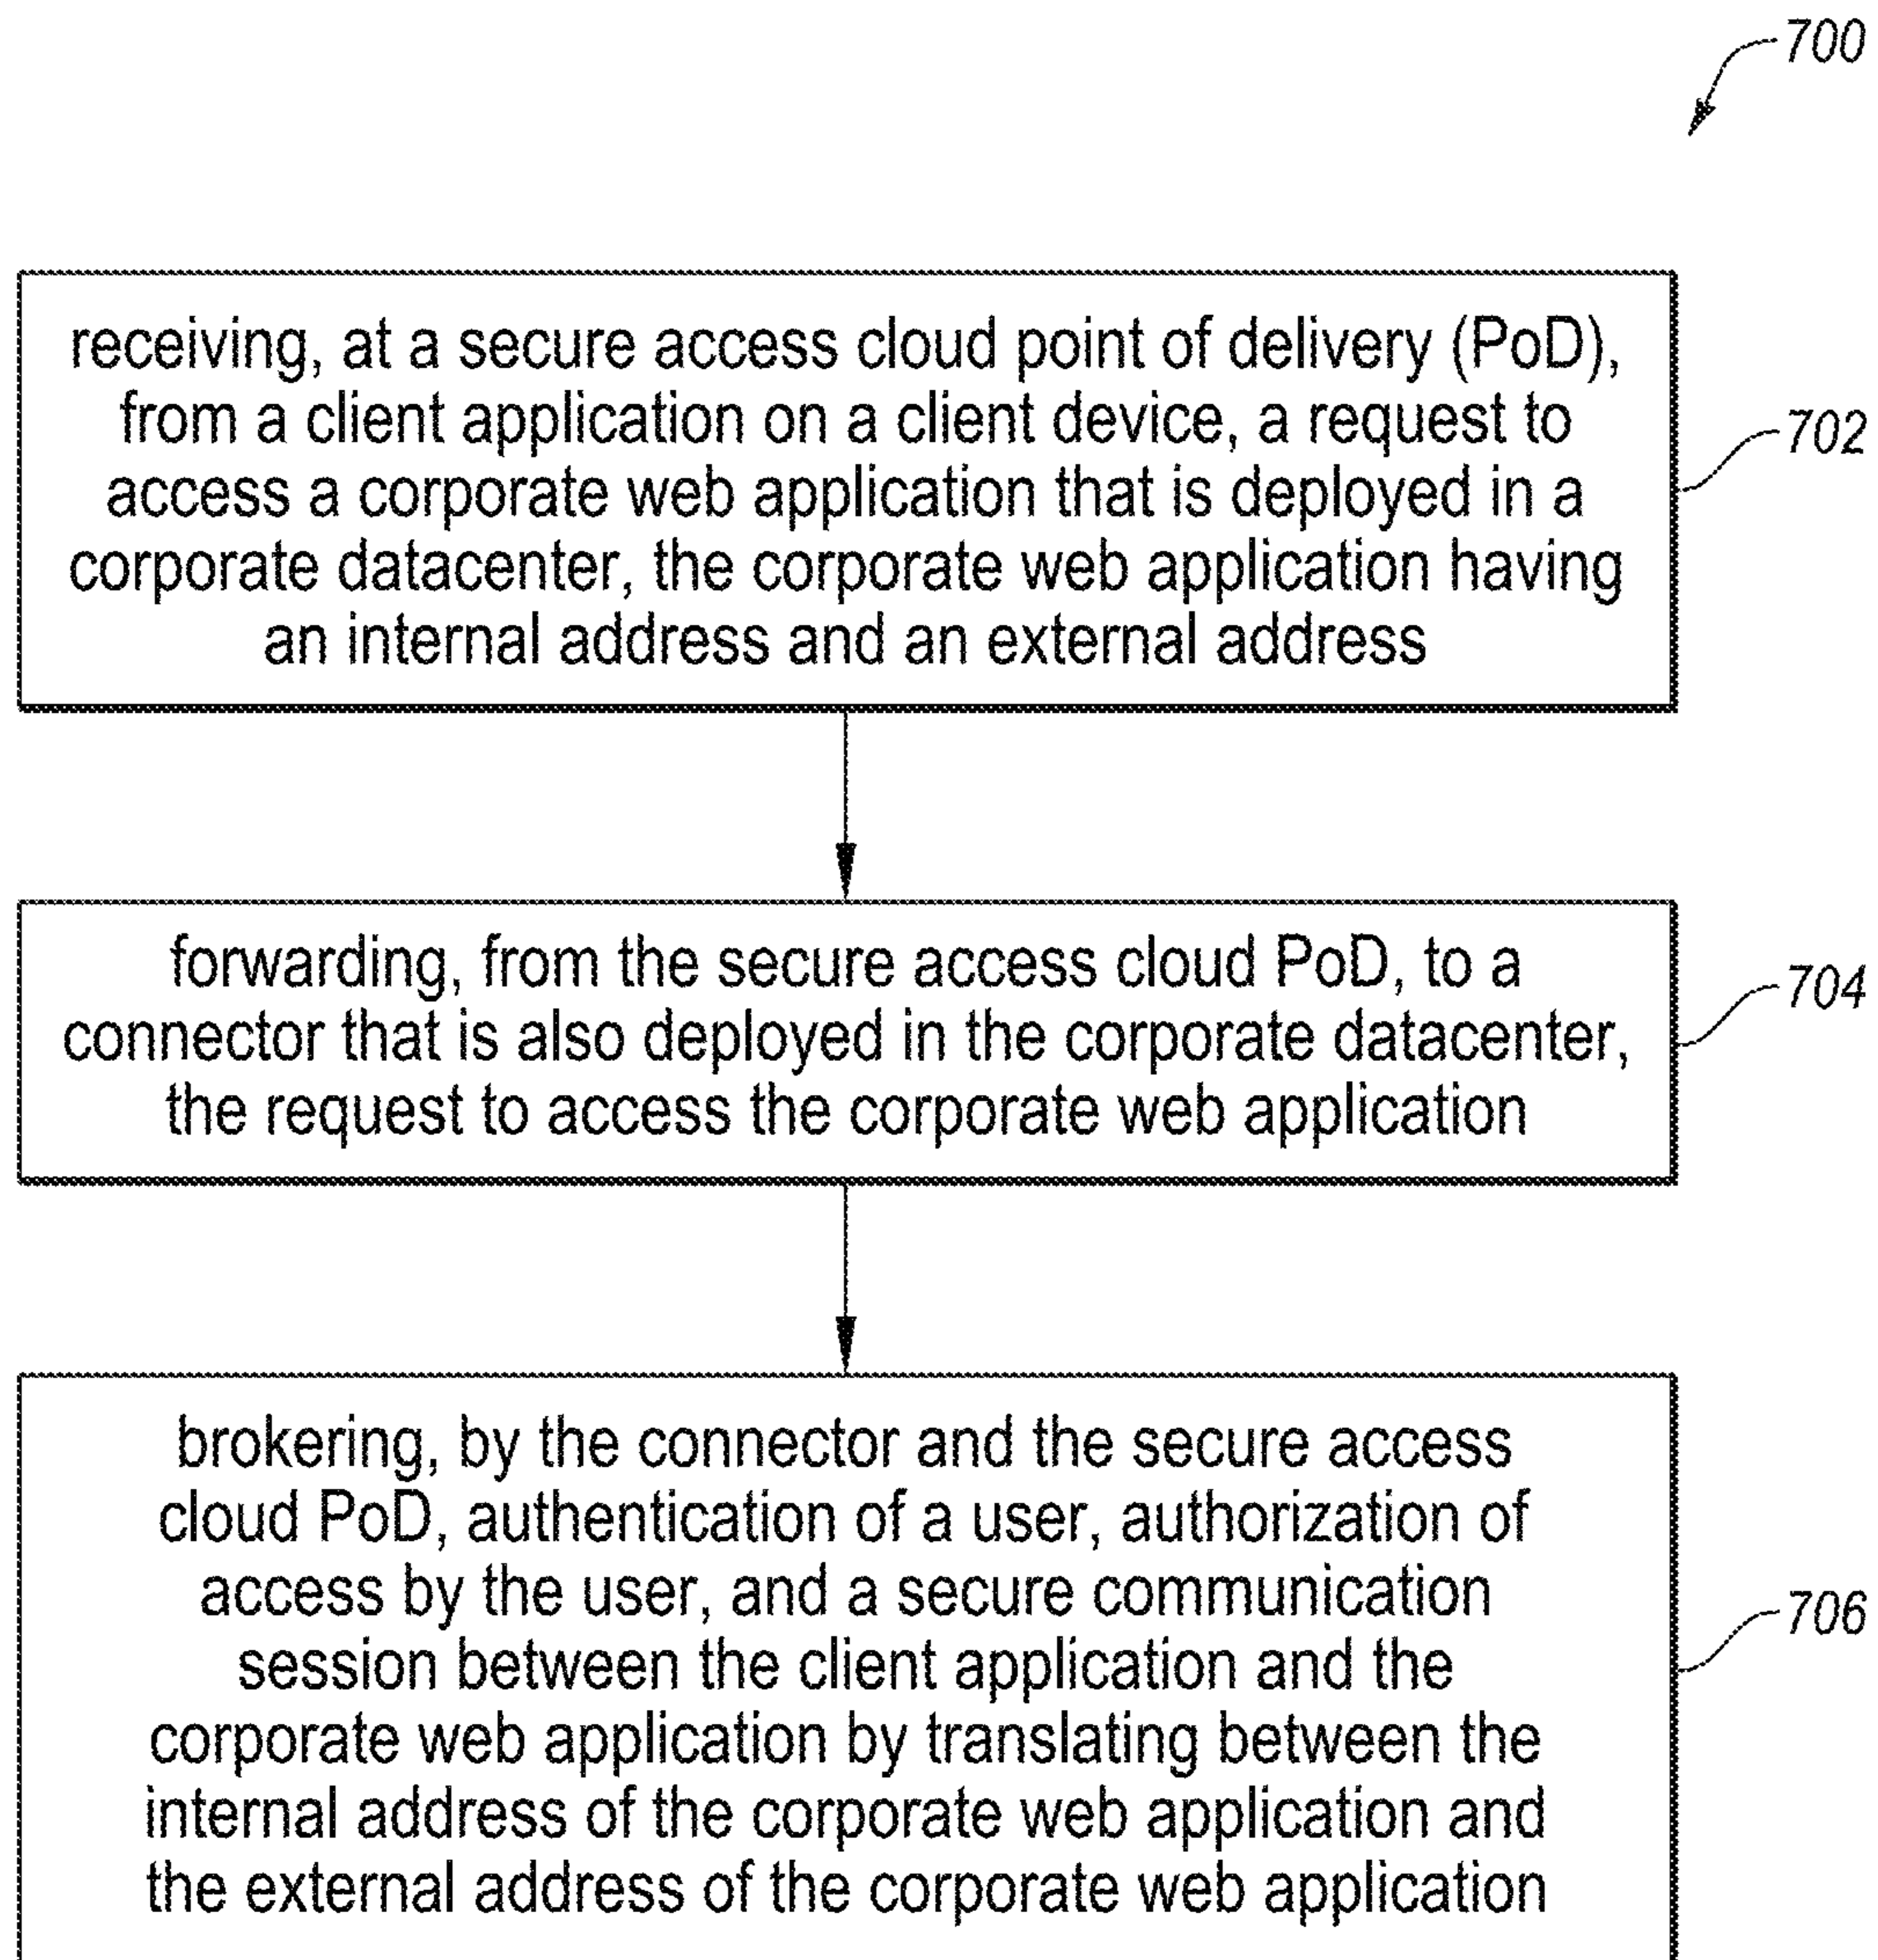 700
receiving, at a secure access cloud point of delivery (PoD),
from a client application on a client device, a request to
access a corporate web application that is deployed in a
corporate datacenter, the corporate web application having
an internal address and an external address
702
forwarding, from the secure access cloud PoD, to a
connector that is also deployed in the corporate datacenter,
the request to access the corporate web application
704
brokering, by the connector and the secure access
cloud PoD, authentication of a user, authorization of
access by the user, and a secure communication
session between the client application and the
corporate web application by translating between the
internal address of the corporate web application and
the external address of the corporate web application
706